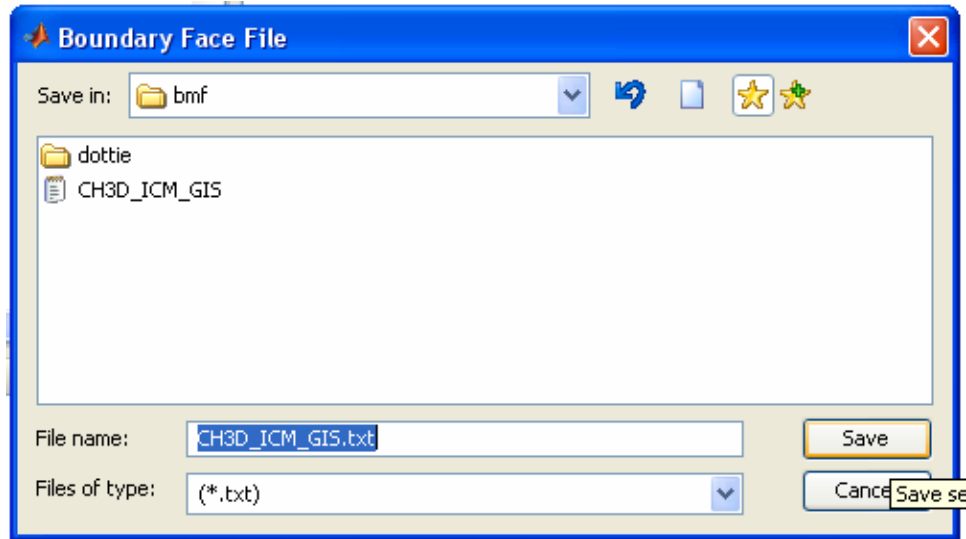 Boundary Face File
Save in: bmf
dottie
CH3D_ICM_GIS
File name: CH3D_ICM_GIS.txt Save
Files of type: (*.txt) Cance Save se